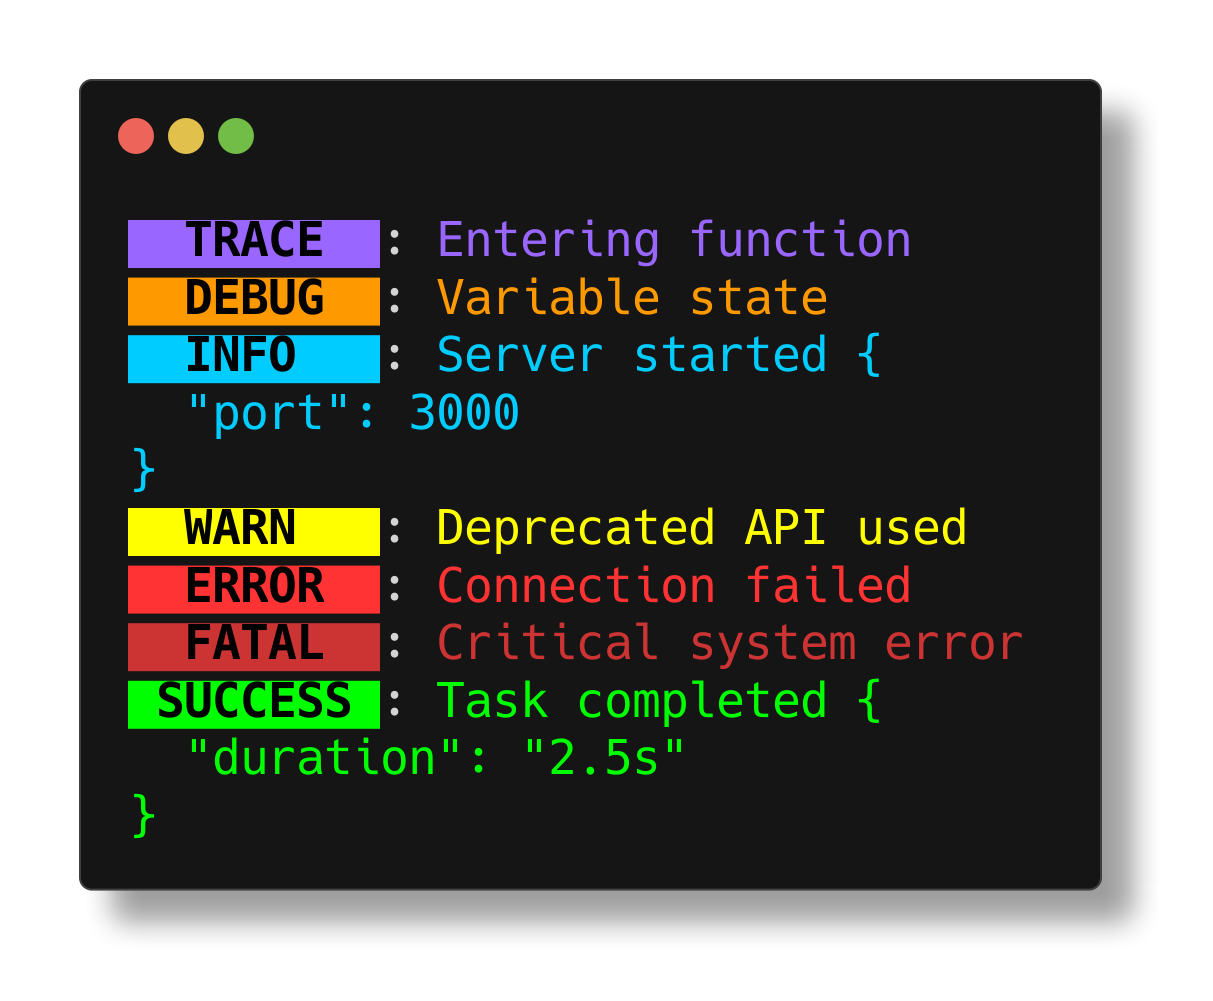 TRACE : Entering function
DEBUG : Variable state
INFO : Server started {
  "port": 3000
}
WARN : Deprecated API used
ERROR : Connection failed
FATAL : Critical system error
SUCCESS : Task completed {
  "duration": "2.5s"
}